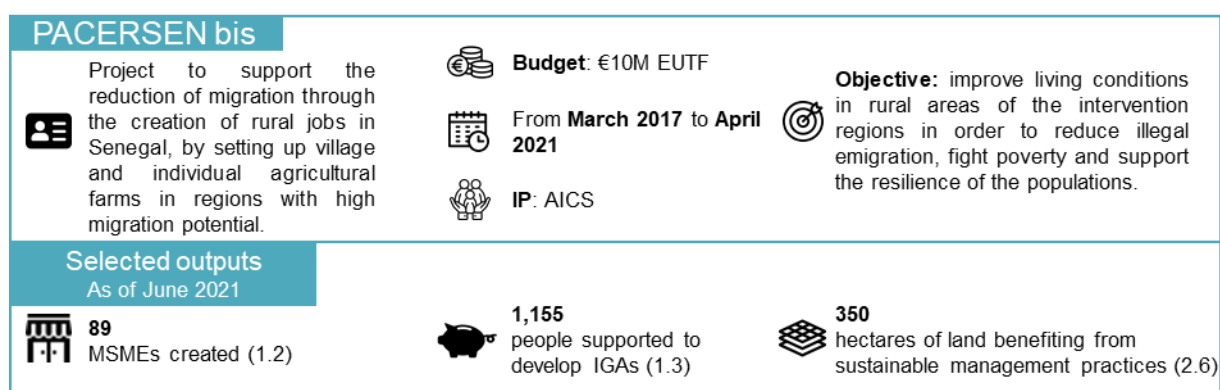 PACERSEN bis
Project to support the
reduction of migration through
the creation of rural jobs in
Senegal, by setting up village
and individual agricultural
farms in regions with high
migration potential.
Budget: €10M EUTF
From March 2017 to April
2021
IP: AICS
Objective: improve living conditions
in rural areas of the intervention
regions in order to reduce illegal
emigration, fight poverty and support
the resilience of the populations.
Selected outputs
As of June 2021
89
MSMEs created (1.2)
1,155
people supported to
develop IGAs (1.3)
350
hectares of land benefiting from
sustainable management practices (2.6)